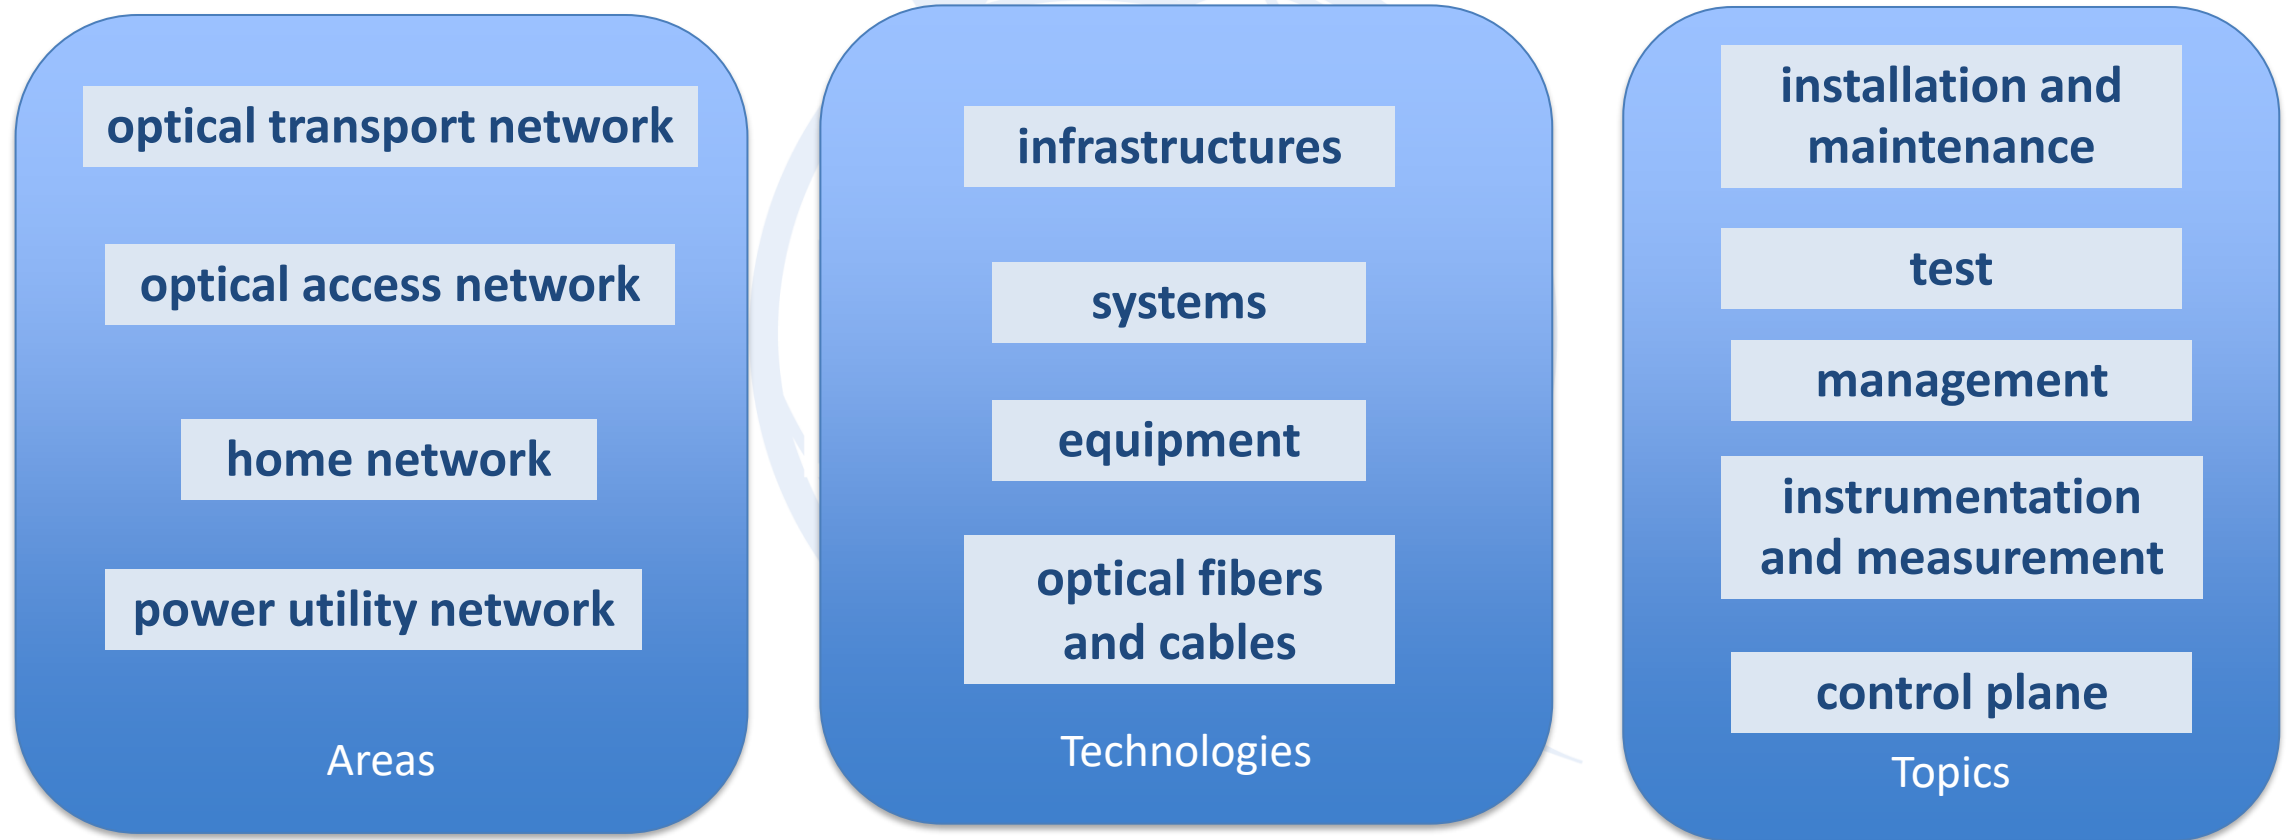 optical transport network
optical access network
home network
power utility network
Areas
infrastructures
systems
equipment
optical fibers
and cables
Technologies
installation and
maintenance
test
management
instrumentation
and measurement
control plane
Topics